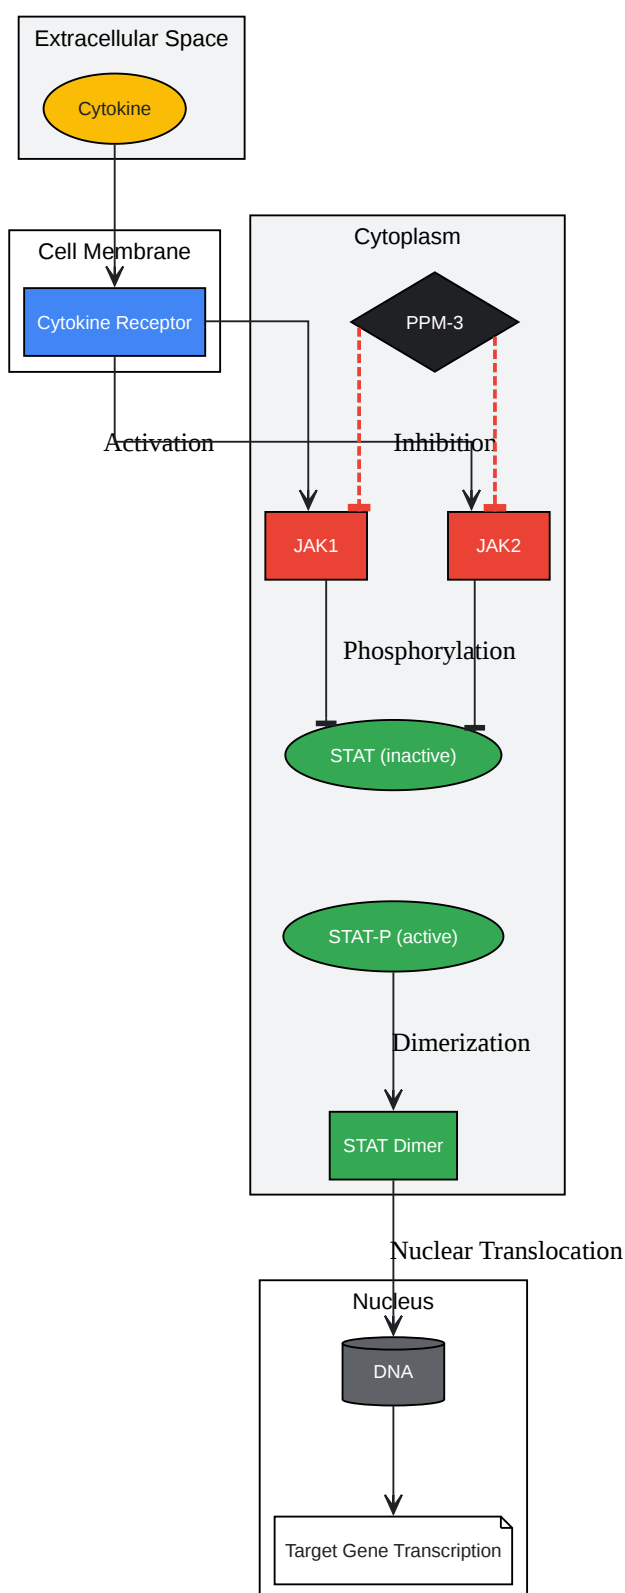 Extracellular Space
Cytokine
Cell Membrane
Cytokine Receptor
Cytoplasm
PPM-3
Activation
Inhibition
JAK1
JAK2
Phosphorylation
STAT (inactive)
STAT-P (active)
Dimerization
STAT Dimer
Nuclear Translocation
Nucleus
DNA
Target Gene Transcription